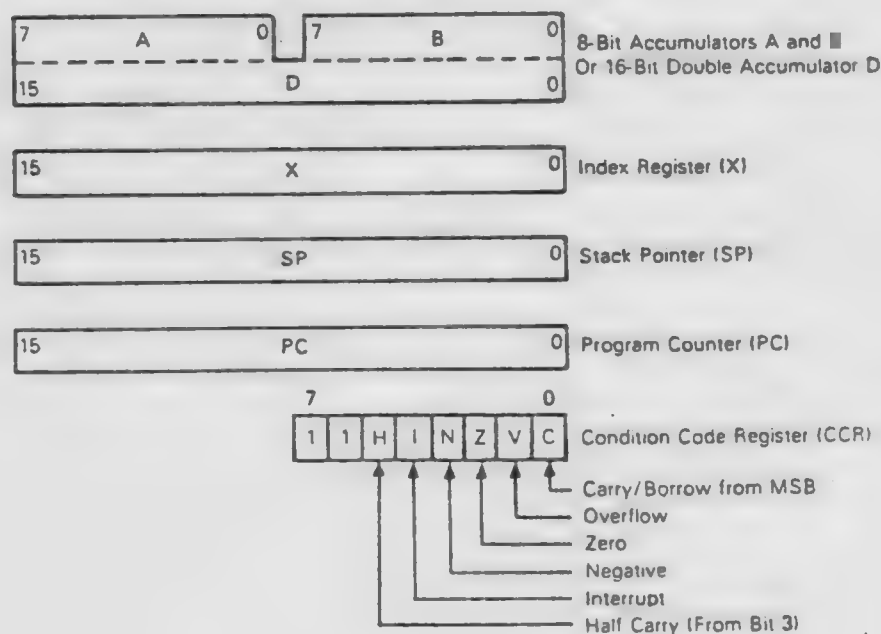 7 A 0 7 B 0
8-Bit Accumulators A and
Or 16-Bit Double Accumulator D
15 D 0
15 X 0 Index Register (X)
15 SP 0 Stack Pointer (SP)
15 PC 0 Program Counter (PC)
7 0
1 1 H I N Z V C Condition Code Register (CCR)
Carry/Borrow from MSB
Overflow
Zero
Negative
Interrupt
Half Carry (From Bit 3)